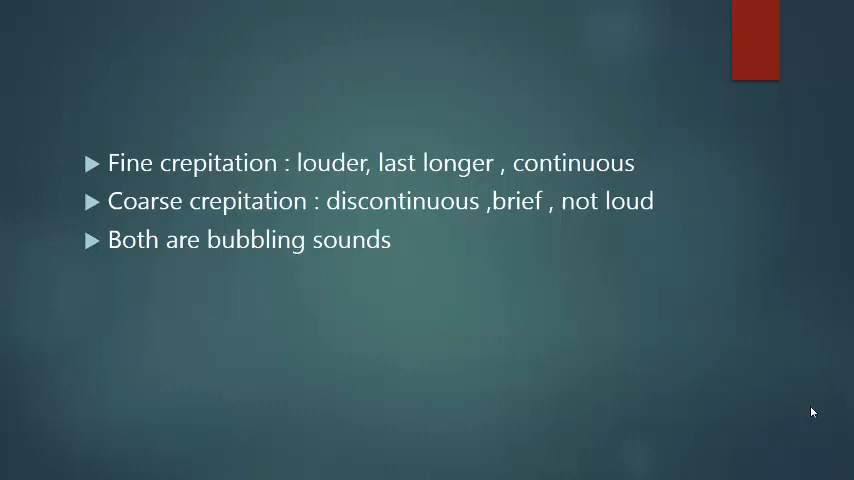 Fine crepitation : louder, last longer , continuous
Coarse crepitation : discontinuous ,brief , not loud
Both are bubbling sounds